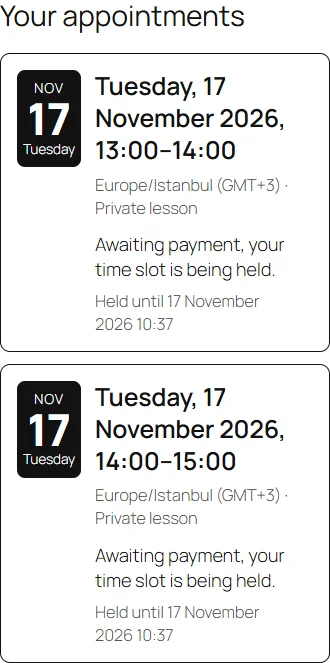 Your appointments
NOV
17
Tuesday
Tuesday, 17
November 2026,
13:00–14:00
Europe/Istanbul (GMT+3) ·
Private lesson
Awaiting payment, your
time slot is being held.
Held until 17 November
2026 10:37
NOV
17
Tuesday
Tuesday, 17
November 2026,
14:00–15:00
Europe/Istanbul (GMT+3) ·
Private lesson
Awaiting payment, your
time slot is being held.
Held until 17 November
2026 10:37